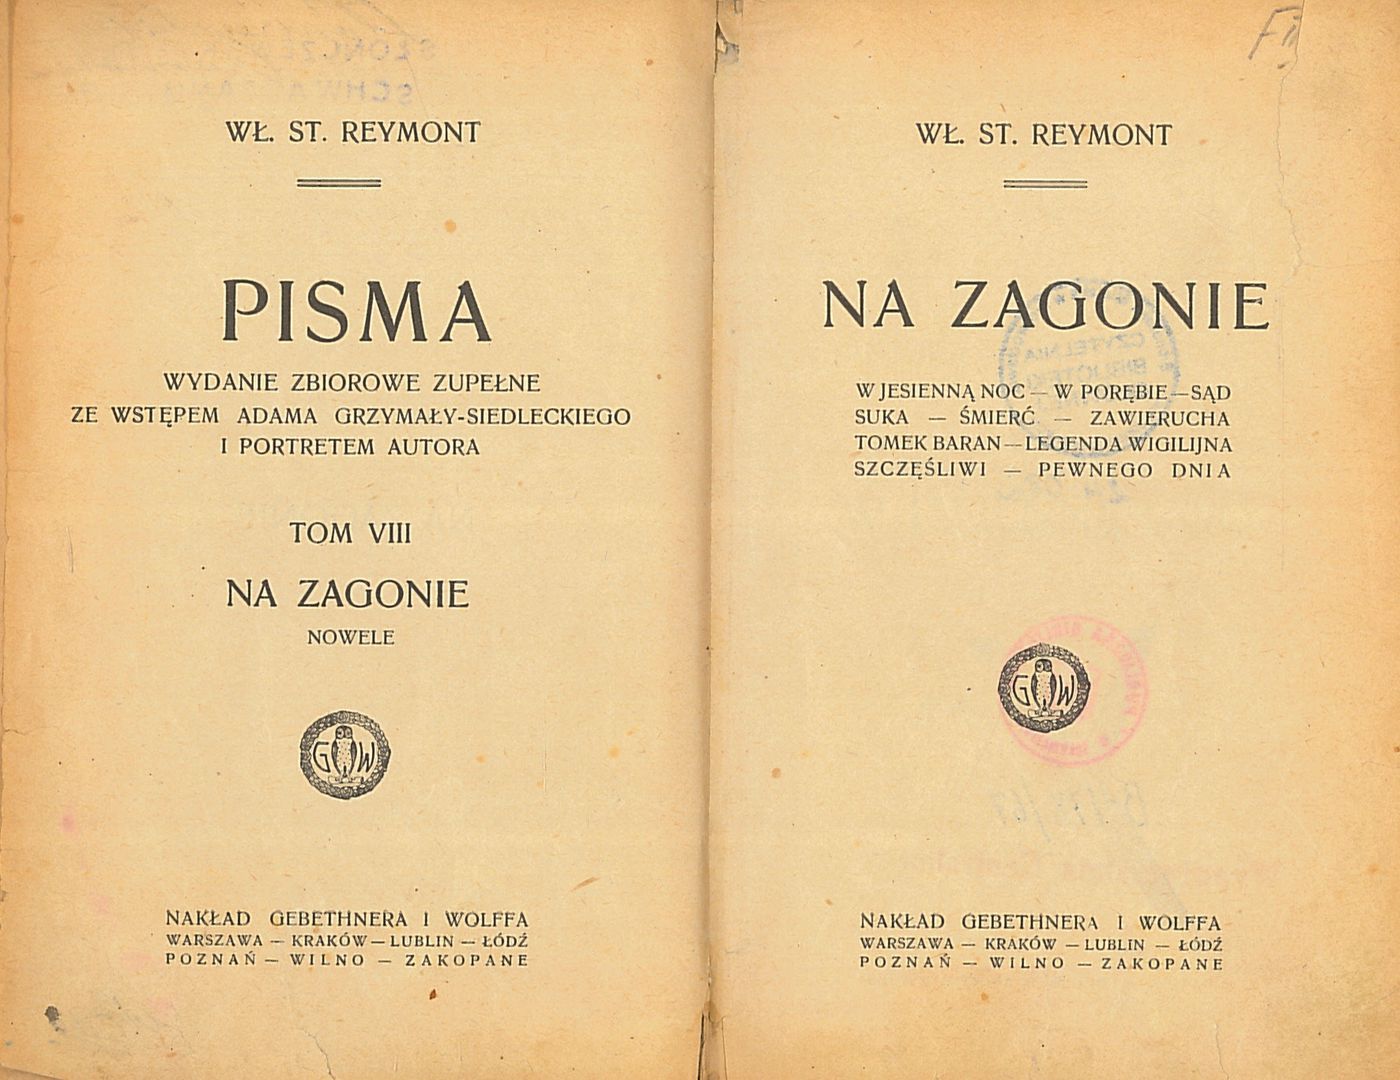 WŁ. ST. REYMONT
PISMA
WYDANIE ZBIOROWE ZUPEŁNE
ZE WSTĘPEM ADAMA GRZYMAŁY-SIEDLECKIEGO
I PORTRETEM AUTORA
TOM VIII
NA ZAGONIE
NOWELE
G W
NAKŁAD GEBETHNERA I WOLFFA
WARSZAWA — KRAKÓW — LUBLIN — ŁÓDŹ
POZNAŃ — WILNO — ZAKOPANE
WŁ. ST. REYMONT
NA ZAGONIE
W JESIENNĄ NOC — W PORĘBIE — SĄD
SUKA — ŚMIERĆ — ZAWIERUCHA
TOMEK BARAN — LEGENDA WIGILIJNA
SZCZĘŚLIWI — PEWNEGO DNIA
G W
NAKŁAD GEBETHNERA I WOLFFA
WARSZAWA — KRAKÓW — LUBLIN — ŁÓDŹ
POZNAŃ — WILNO — ZAKOPANE